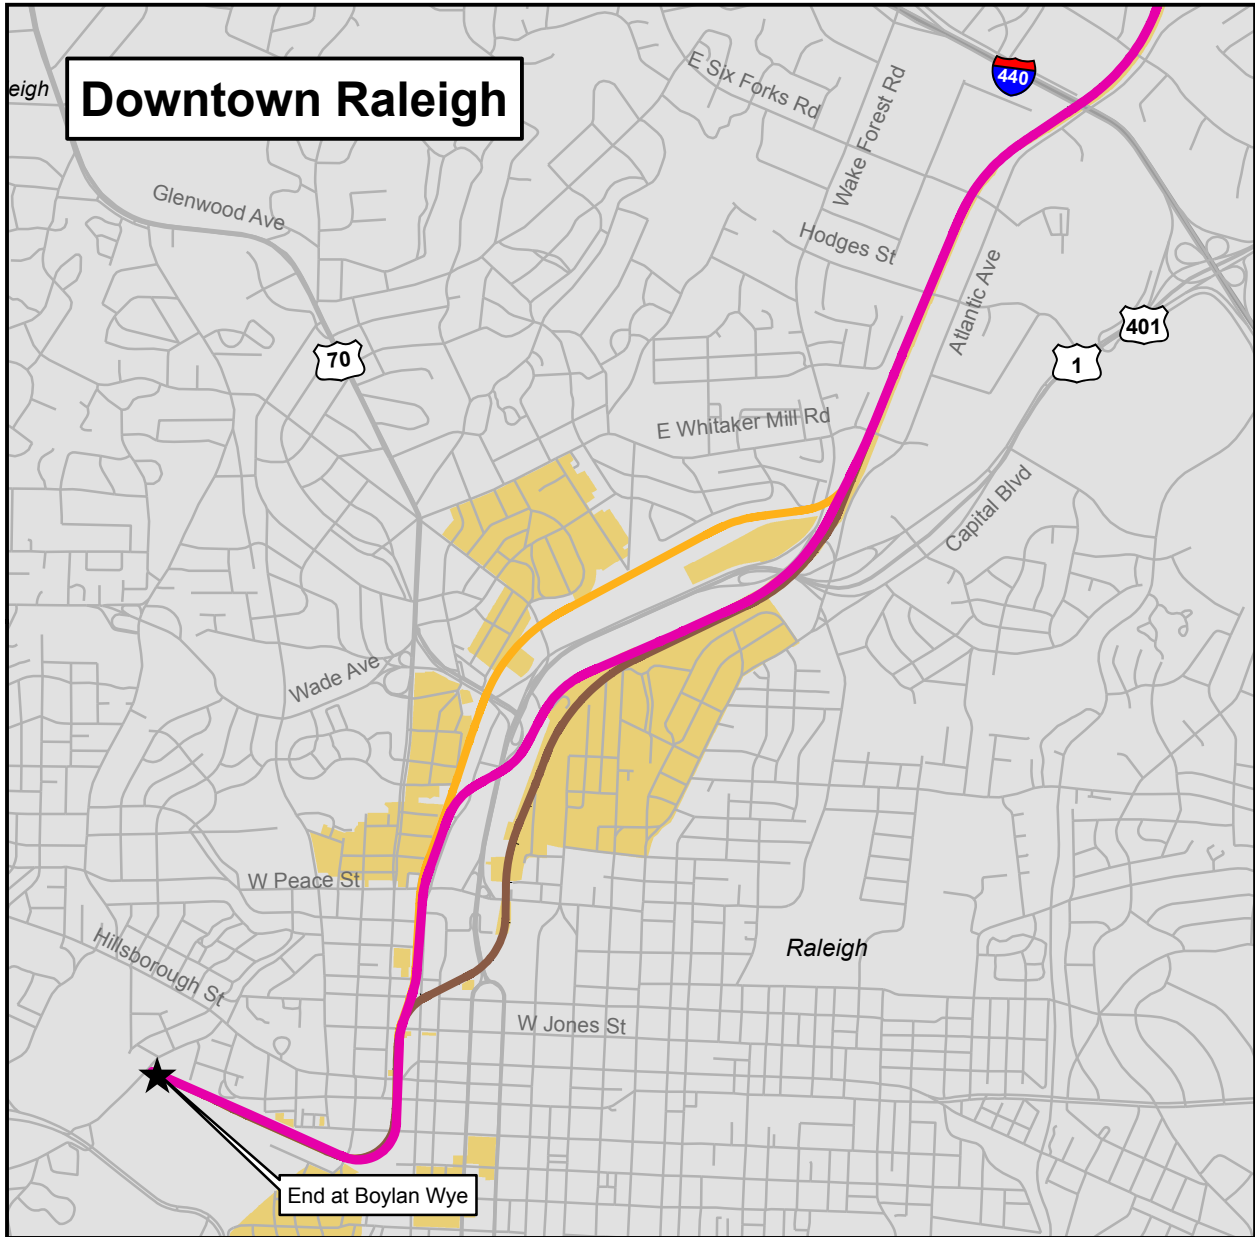 Downtown Raleigh
eigh
440
E Six Forks Rd
Wake Forest Rd
Glenwood Ave
Hodges St
Atlantic Ave
401
1
70
E Whitaker Mill Rd
Capital Blvd
Wade Ave
W Peace St
Hillsborough St
Raleigh
W Jones St
End at Boylan Wye